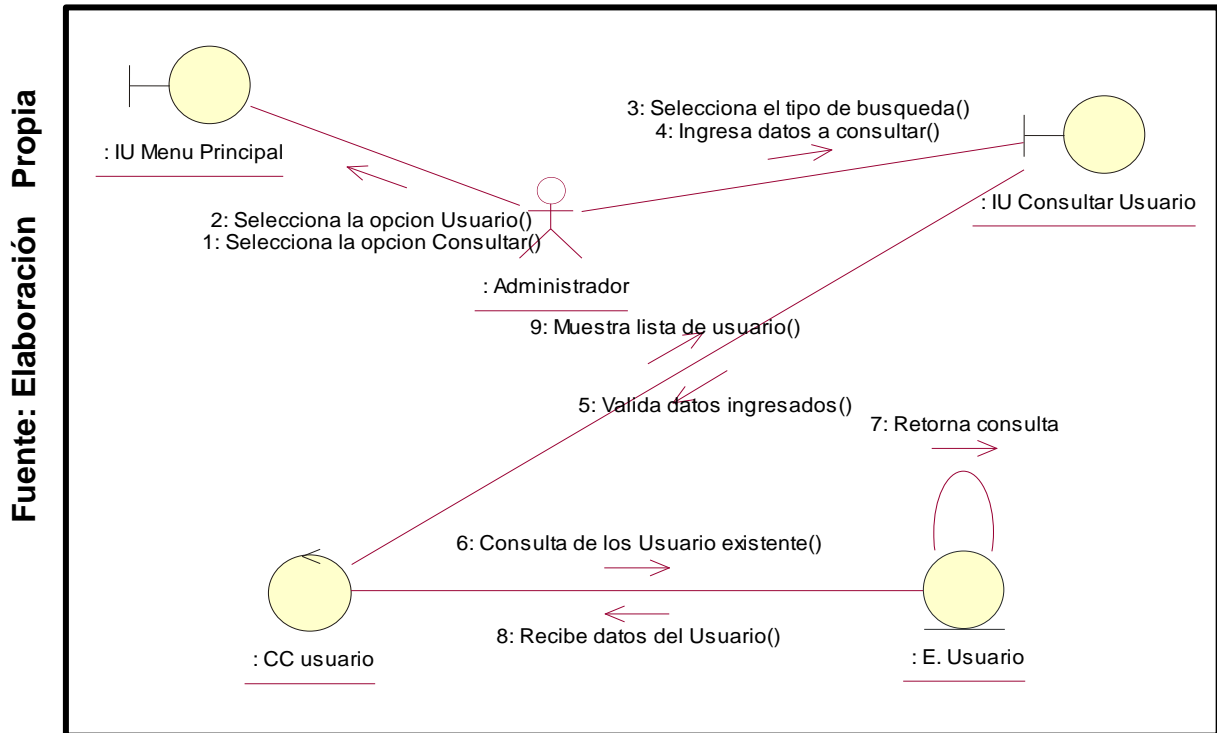 Fuente: Elaboración Propia
: IU Menu Principal
3: Selecciona el tipo de busqueda()
4: Ingresa datos a consultar()
: IU Consultar Usuario
2: Selecciona la opcion Usuario()
1: Selecciona la opcion Consultar()
: Administrador
9: Muestra lista de usuario()
5: Valida datos ingresados()
7: Retorna consulta
6: Consulta de los Usuario existente()
8: Recibe datos del Usuario()
: CC usuario
: E. Usuario